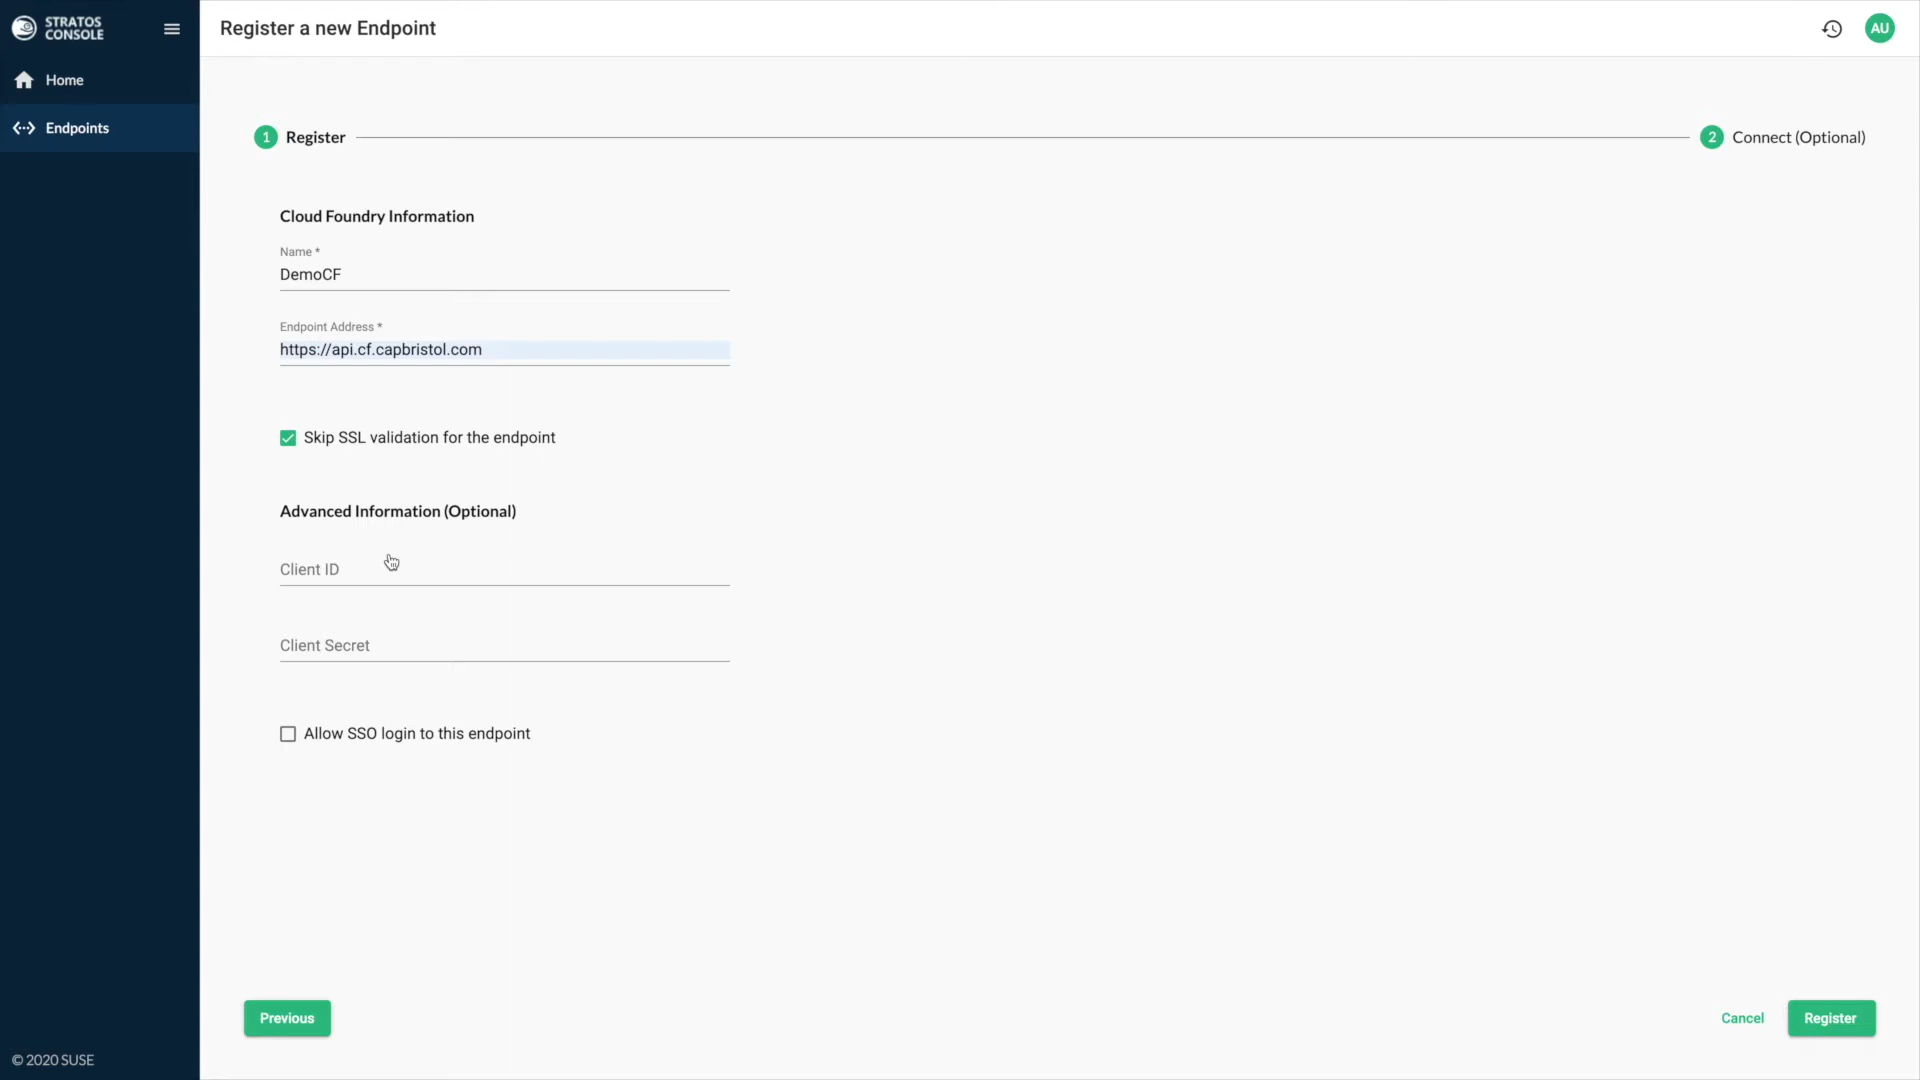 STRATOS
CONSOLE
Register a new Endpoint
AU
Home
Endpoints
1 Register
2 Connect (Optional)
Cloud Foundry Information
Name *
DemoCF
Endpoint Address *
https://api.cf.capbristol.com
Skip SSL validation for the endpoint
Advanced Information (Optional)
Client ID
Client Secret
Allow SSO login to this endpoint
Previous
Cancel
Register
© 2020 SUSE